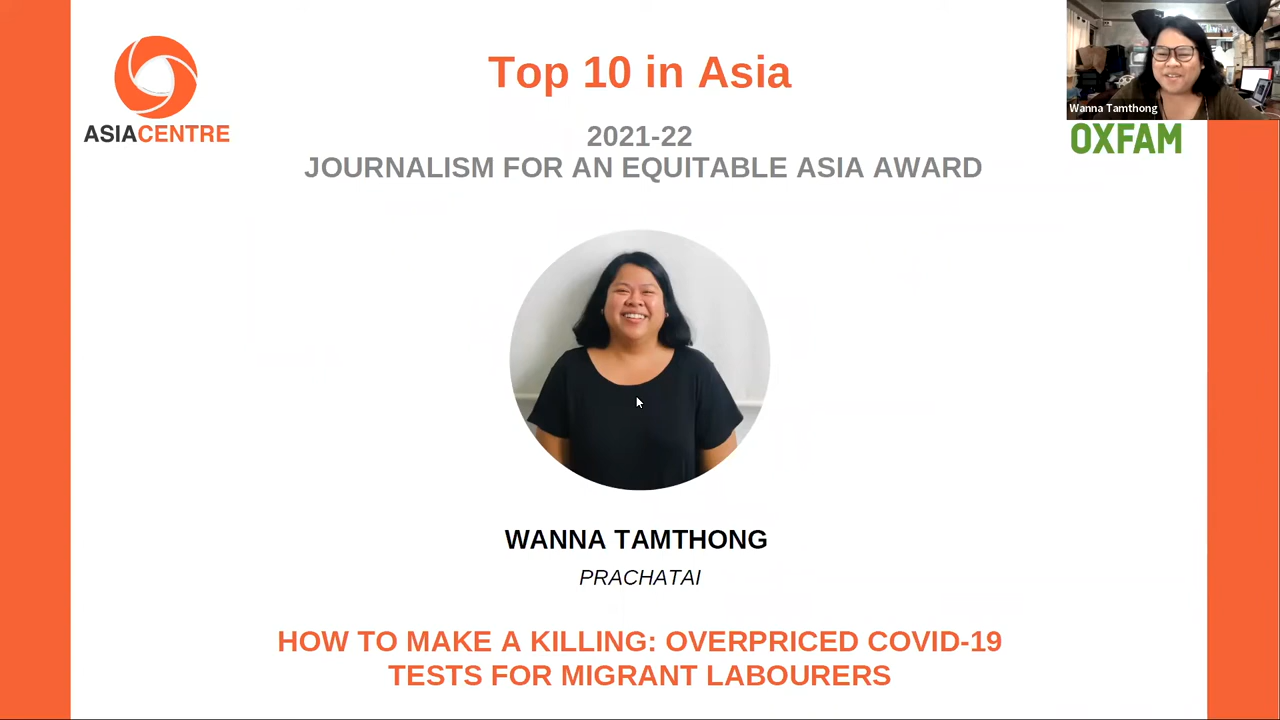 Top 10 in Asia
Wanna Tamthong
ASIACENTRE
OXFAM
2021-22
JOURNALISM FOR AN EQUITABLE ASIA AWARD
WANNA TAMTHONG
PRACHATAI
HOW TO MAKE A KILLING: OVERPRICED COVID-19
TESTS FOR MIGRANT LABOURERS